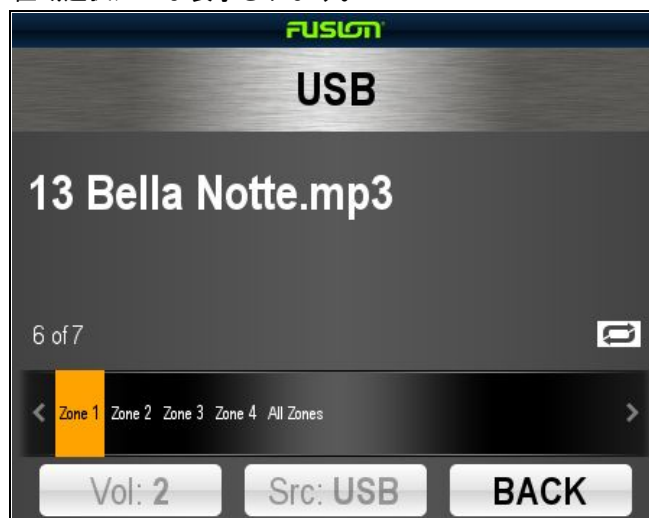 FUSION
USB
13 Bella Notte.mp3
6 of 7
Zone 1 Zone 2 Zone 3 Zone 4 All Zones
Vol: 2 Src: USB BACK